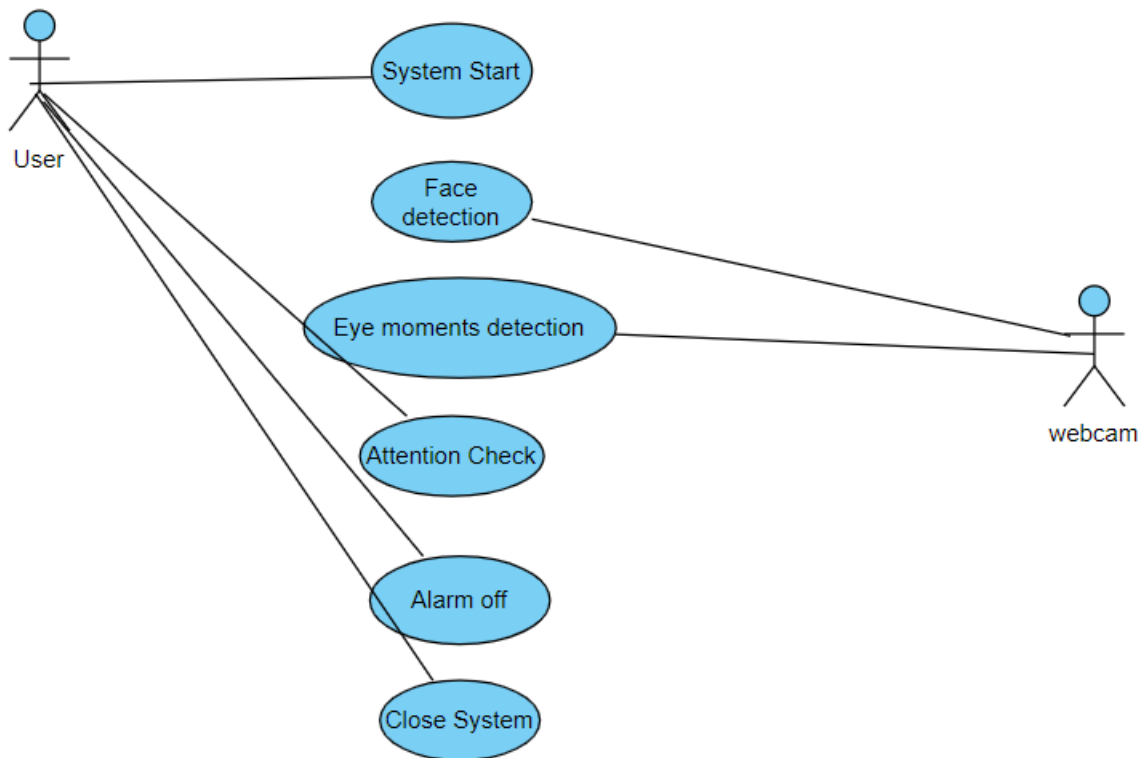 System Start
User
Face
detection
Eye moments detection
webcam
Attention Check
Alarm off
Close System